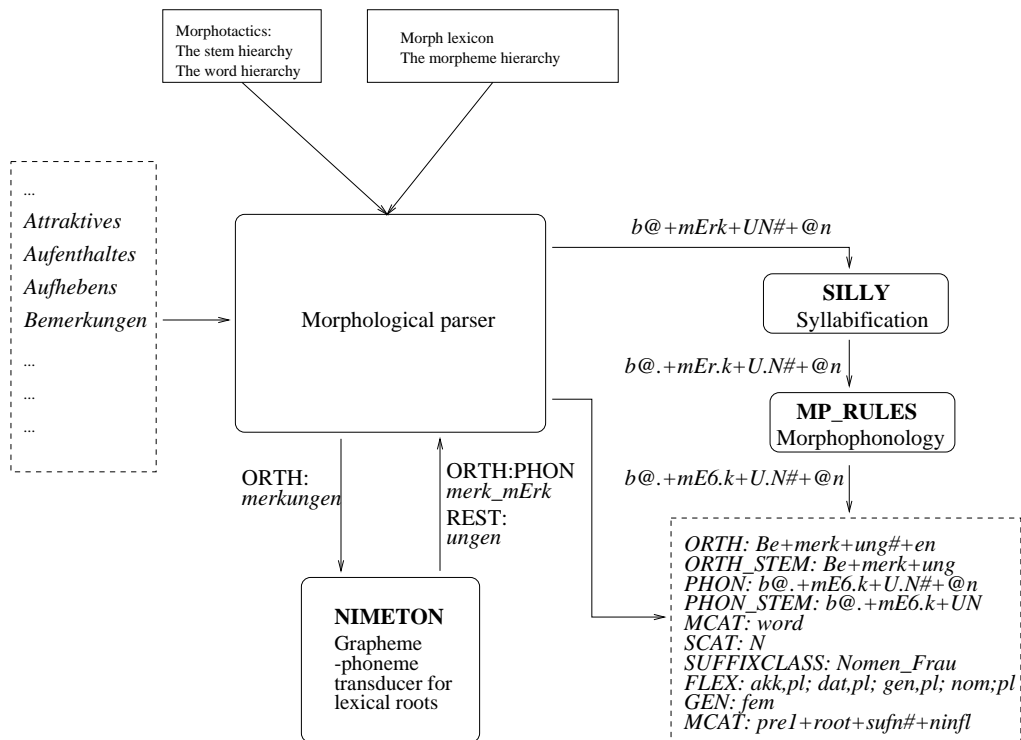 Morphotactics:
The stem hiearchy
The word hierarchy
Morph lexicon
The morpheme hierarchy
...
Attraktives
Aufenthaltes
Aufhebens
Bemerkungen
...
...
...
Morphological parser
b@+mErk+UN#+@n
SILLY
Syllabification
b@.+mEr.k+U.N#+@n
MP_RULES
Morphophonology
b@.+mE6.k+U.N#+@n
ORTH:
merkungen
ORTH:PHON
merk_mErk
REST:
ungen
NIMETON
Grapheme
-phoneme
transducer for
lexical roots
ORTH: Be+merk+ung#+en
ORTH_STEM: Be+merk+ung
PHON: b@.+mE6.k+U.N#+@n
PHON_STEM: b@.+mE6.k+UN
MCAT: word
SCAT: N
SUFFIXCLASS: Nomen_Frau
FLEX: akk,pl; dat,pl; gen,pl; nom;pl
GEN: fem
MCAT: pre1+root+sufn#+ninfl